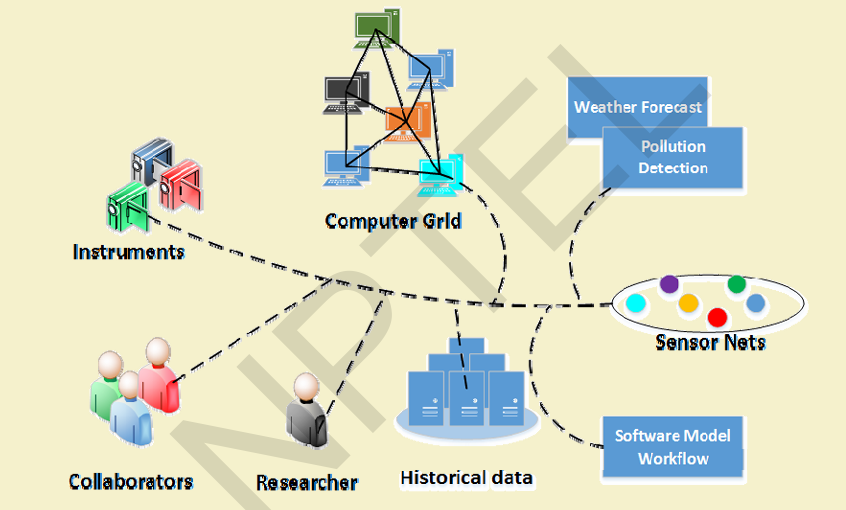 Weather Forecast
Pollution
Detection
Computer Grid
Instruments
Sensor Nets
Software Model
Workflow
Collaborators
Researcher
Historical data
NPTEL